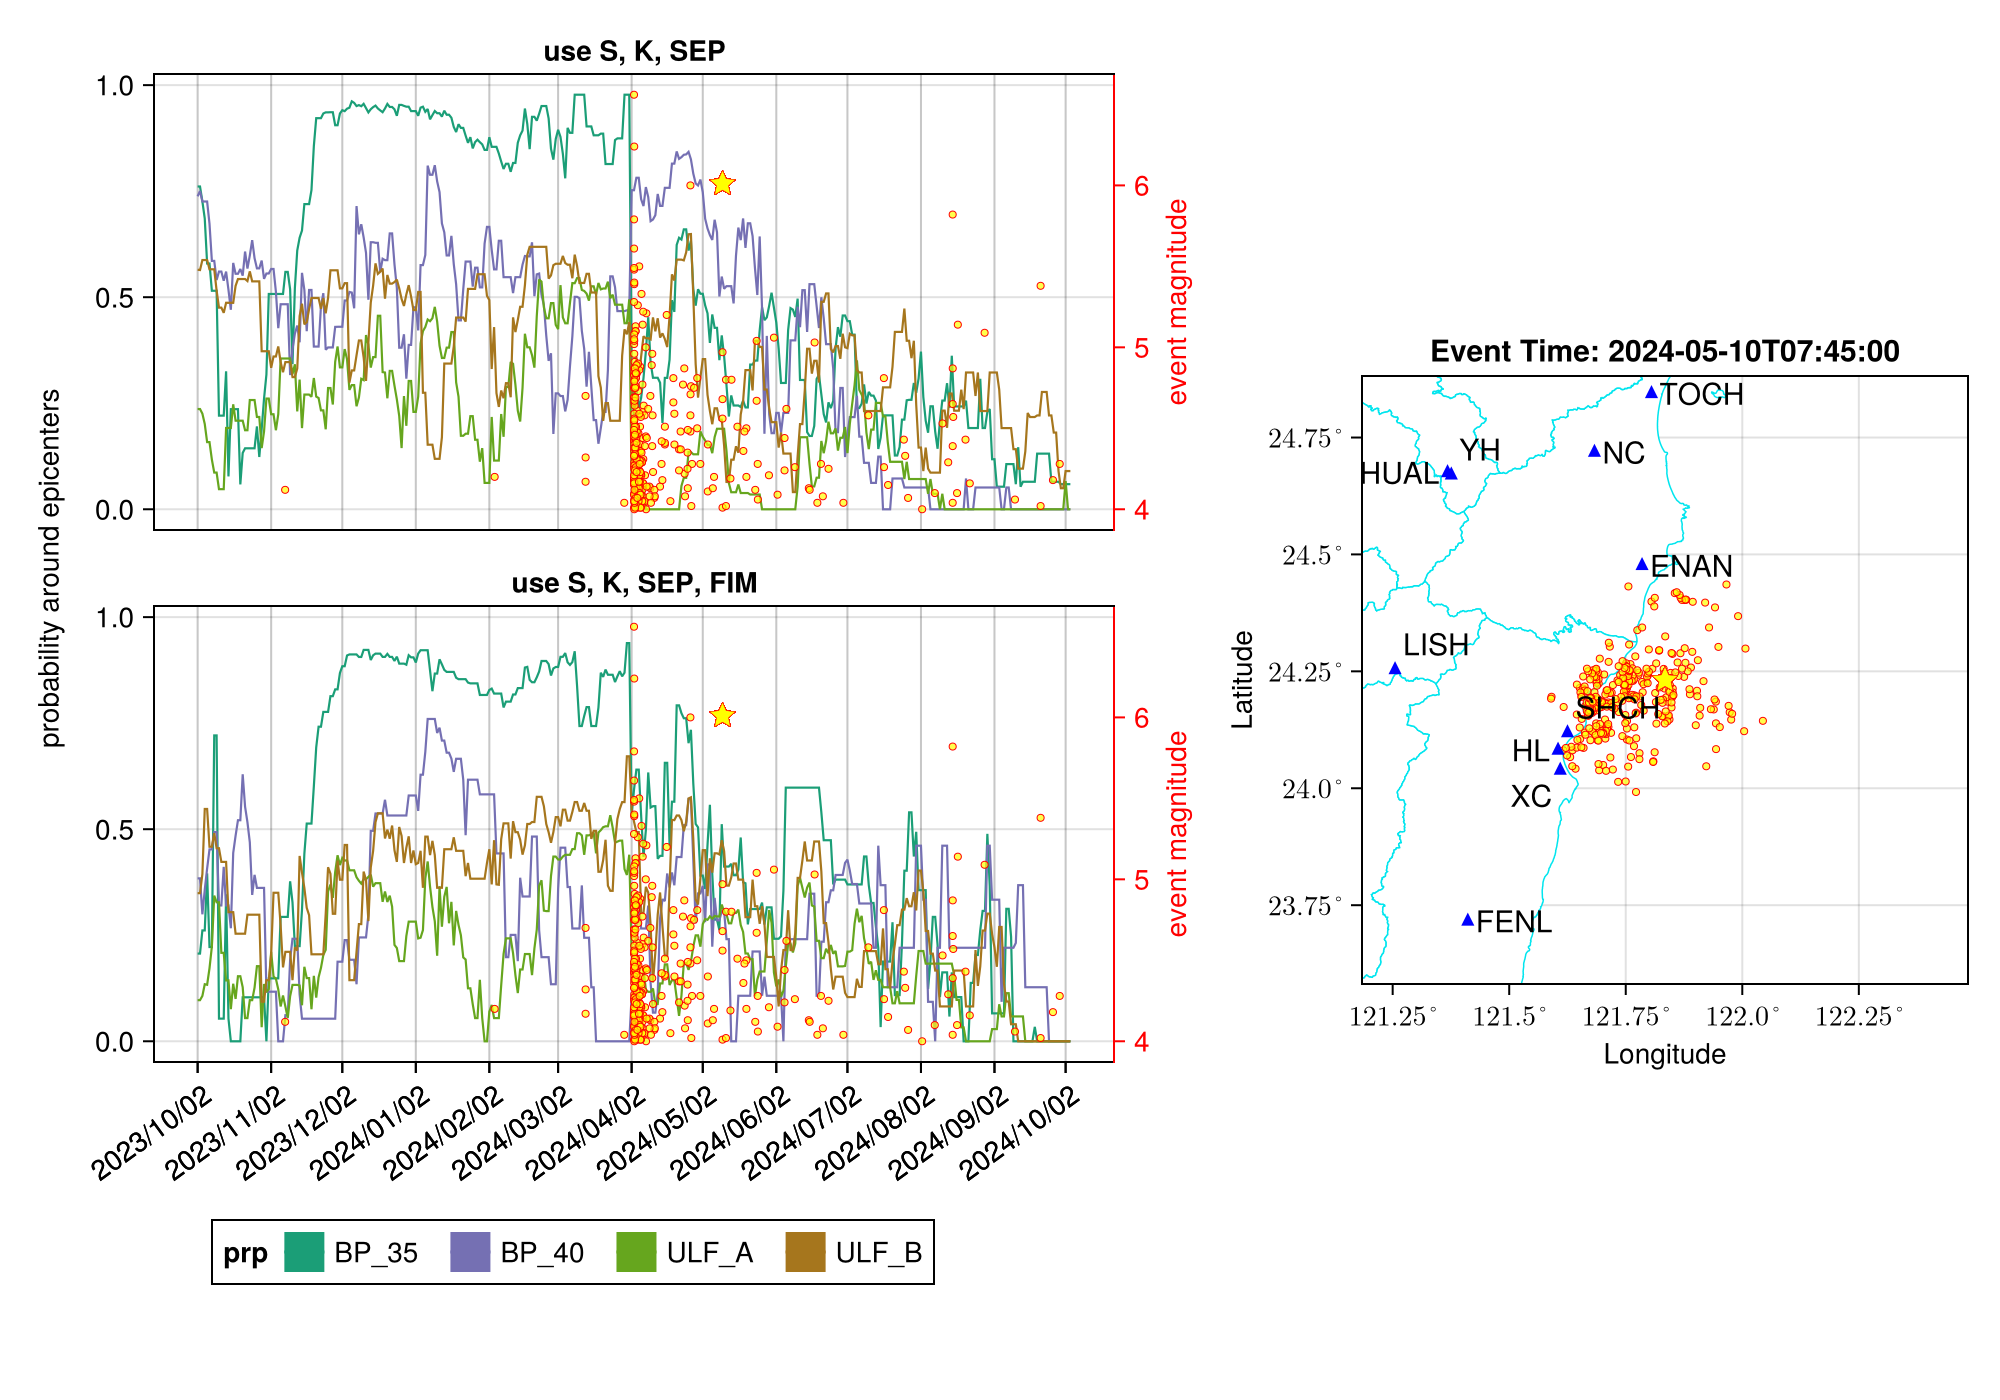 use S, K, SEP
1.0
0.5
0.0
6
5
4
event magnitude
probability around epicenters
use S, K, SEP, FIM
1.0
0.5
0.0
6
5
4
event magnitude
2023/10/02
2023/11/02
2023/12/02
2024/01/02
2024/02/02
2024/03/02
2024/04/02
2024/05/02
2024/06/02
2024/07/02
2024/08/02
2024/09/02
2024/10/02
prp BP_35 BP_40 ULF_A ULF_B
Event Time: 2024-05-10T07:45:00
TOCH
YH
NC
HUAL
ENAN
LISH
SHCH
HL
XC
FENL
24.75°
24.5°
24.25°
24.0°
23.75°
Latitude
121.25° 121.5° 121.75° 122.0° 122.25°
Longitude